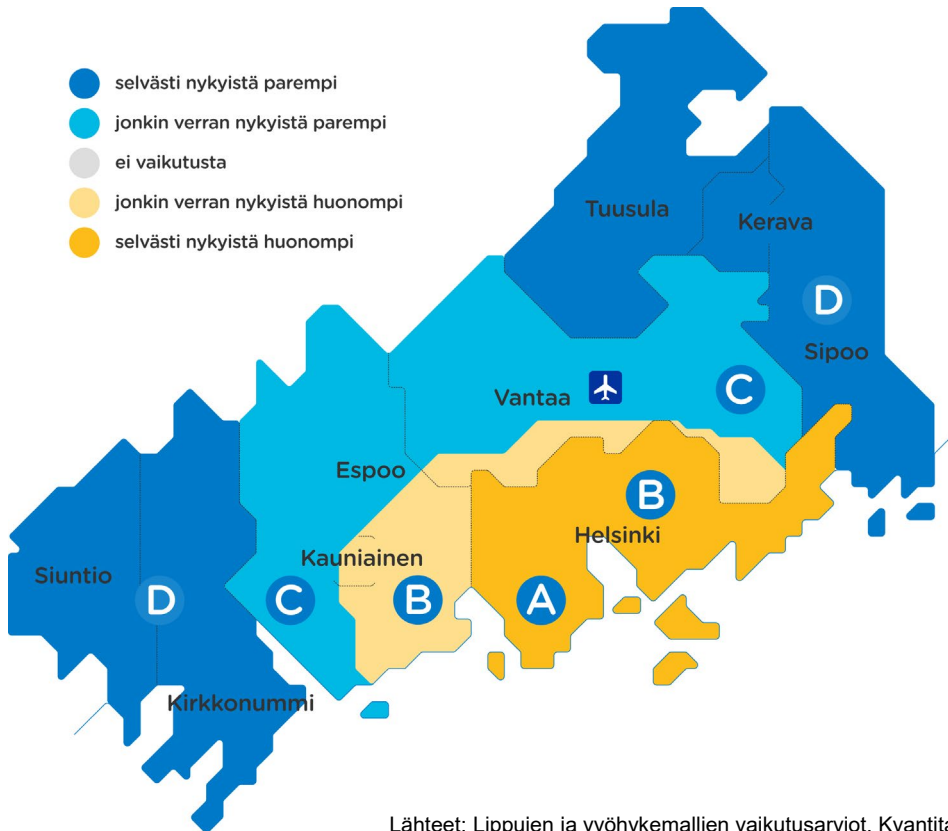 selvästi nykyistä parempi
jonkin verran nykyistä parempi
ei vaikutusta
jonkin verran nykyistä huonompi
selvästi nykyistä huonompi
Tuusula
Kerava
D
Sipoo
Vantaa
C
Espoo
B
Helsinki
Kauniainen
Siuntio
D
C
B
A
Kirkkonummi
Lähteet: Lippujen ja vyöhykemallien vaikutusarviot,